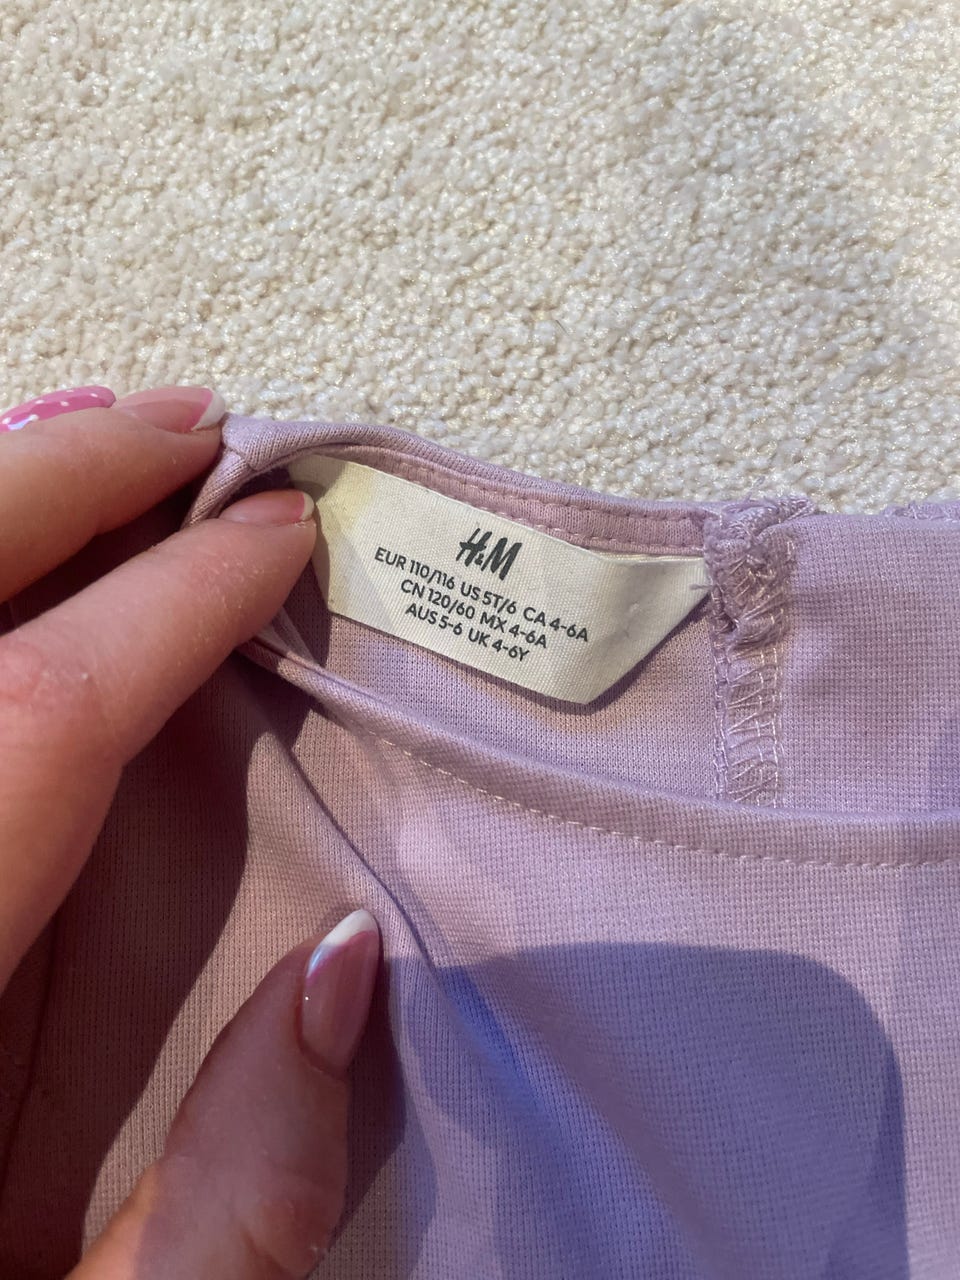 H&M
EUR 110/116 US 5T/6 CA 4-6A
CN 120/60 MX 4-6A
AUS 5-6 UK 4-6Y